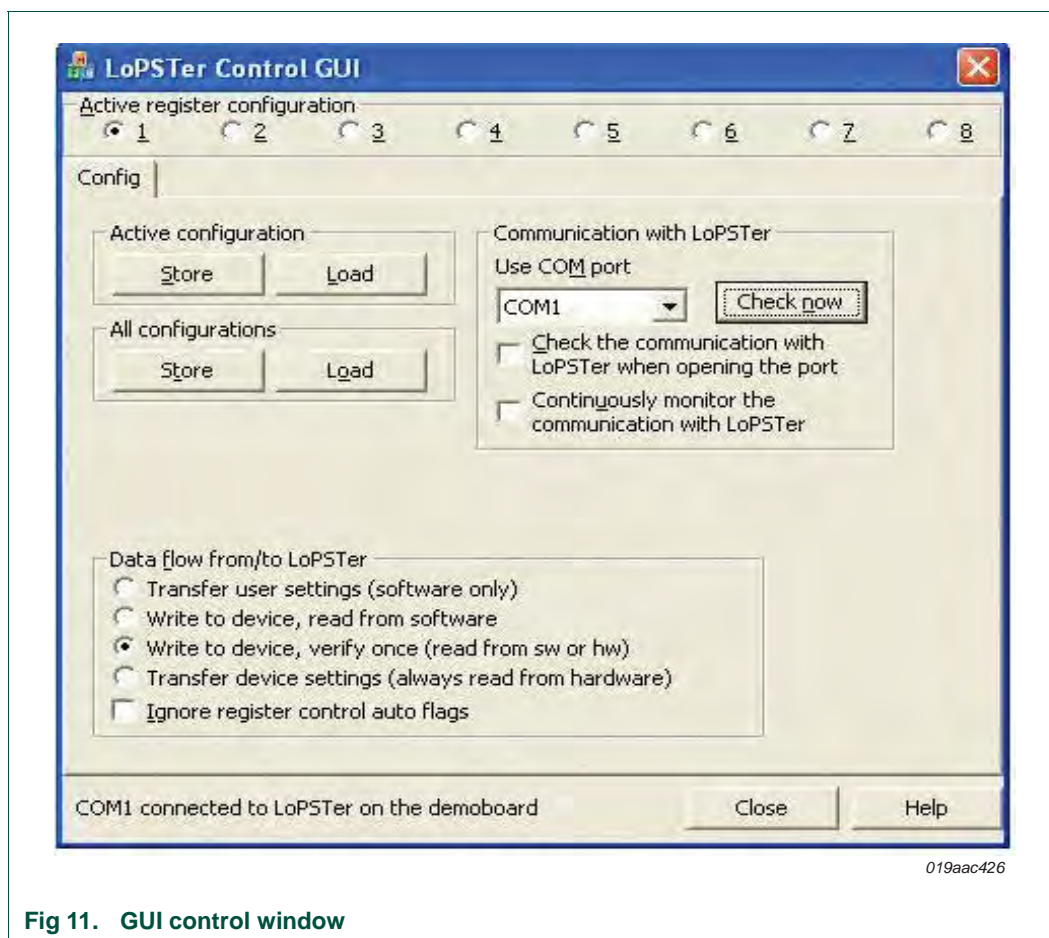 LoPSTer Control GUI
Active register configuration
1 2 3 4 5 6 7 8
Config
Active configuration
Store Load
All configurations
Store Load
Communication with LoPSTer
Use COM port
COM1 Check now
Check the communication with
LoPSTer when opening the port
Continuously monitor the
communication with LoPSTer
Data flow from/to LoPSTer
Transfer user settings (software only)
Write to device, read from software
Write to device, verify once (read from sw or hw)
Transfer device settings (always read from hardware)
Ignore register control auto flags
COM1 connected to LoPSTer on the demoboard Close Help
019aac426
Fig 11. GUI control window